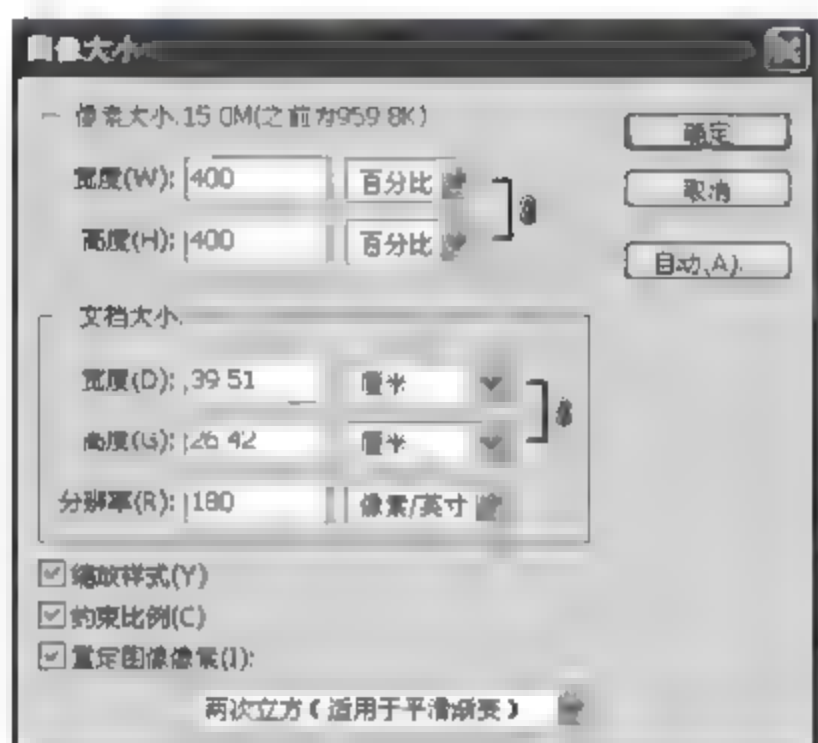 图像大小
像素大小:15.0M(之前为959.8K)
确定
宽度(W): 400 百分比
取消
高度(H): 400 百分比
自动(A)...
文档大小:
宽度(D): 39.51 厘米
高度(G): 26.42 厘米
分辨率(R): 180 像素/英寸
缩放样式(Y)
约束比例(C)
重定图像像素(I):
两次立方(适用于平滑渐变)